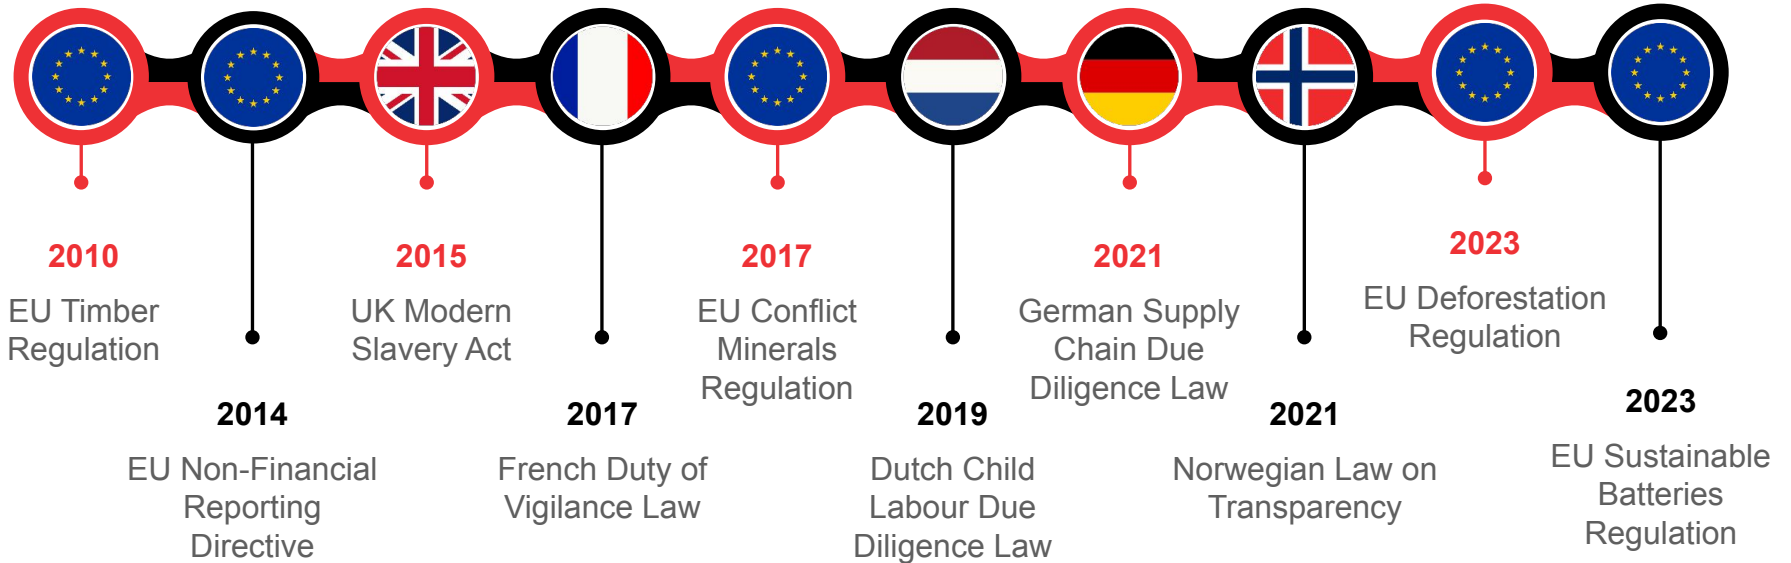 2010
EU Timber
Regulation
2014
EU Non-Financial
Reporting
Directive
2015
UK Modern
Slavery Act
2017
French Duty of
Vigilance Law
2017
EU Conflict
Minerals
Regulation
2019
Dutch Child
Labour Due
Diligence Law
2021
German Supply
Chain Due
Diligence Law
2021
Norwegian Law on
Transparency
2023
EU Deforestation
Regulation
2023
EU Sustainable
Batteries
Regulation